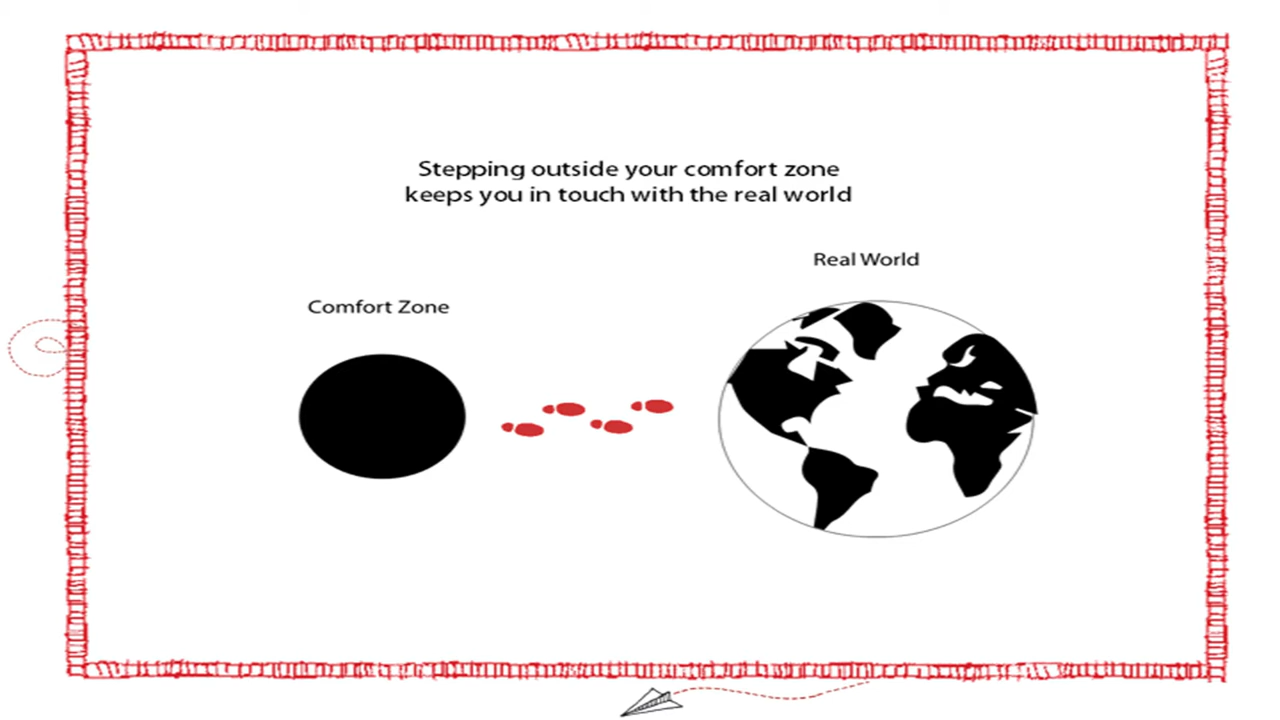 Stepping outside your comfort zone
keeps you in touch with the real world
Real World
Comfort Zone